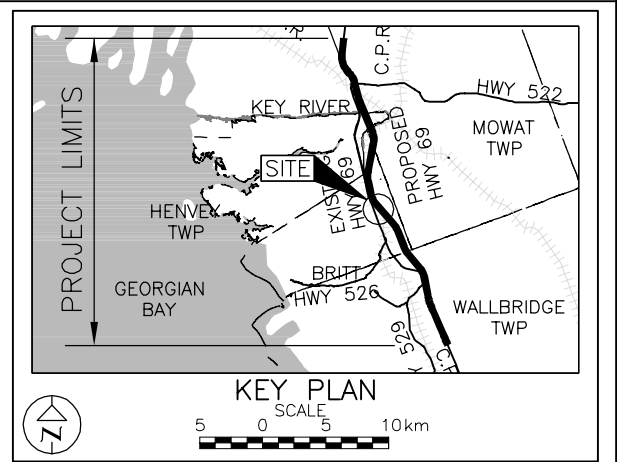 C.P.R.
HWY 522
KEY RIVER
MOWAT
TWP
PROPOSED
HWY 69
SITE
HWY 69
PROJECT LIMITS
HENVEY
TWP
BRITT
HWY 526
GEORGIAN
BAY
WALLBRIDGE
TWP
529
KEY PLAN
SCALE
5 0 5 10km
N